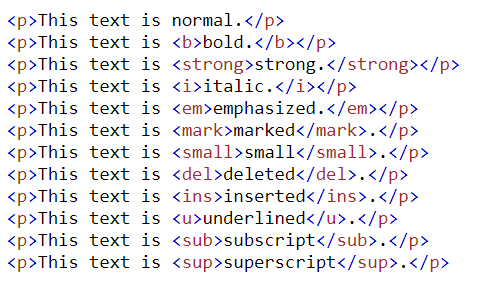 <p>This text is normal.</p>
<p>This text is <b>bold.</b></p>
<p>This text is <strong>strong.</strong></p>
<p>This text is <i>italic.</i></p>
<p>This text is <em>emphasized.</em></p>
<p>This text is <mark>marked</mark>.</p>
<p>This text is <small>small</small>.</p>
<p>This text is <del>deleted</del>.</p>
<p>This text is <ins>inserted</ins>.</p>
<p>This text is <u>underlined</u>.</p>
<p>This text is <sub>subscript</sub>.</p>
<p>This text is <sup>superscript</sup>.</p>